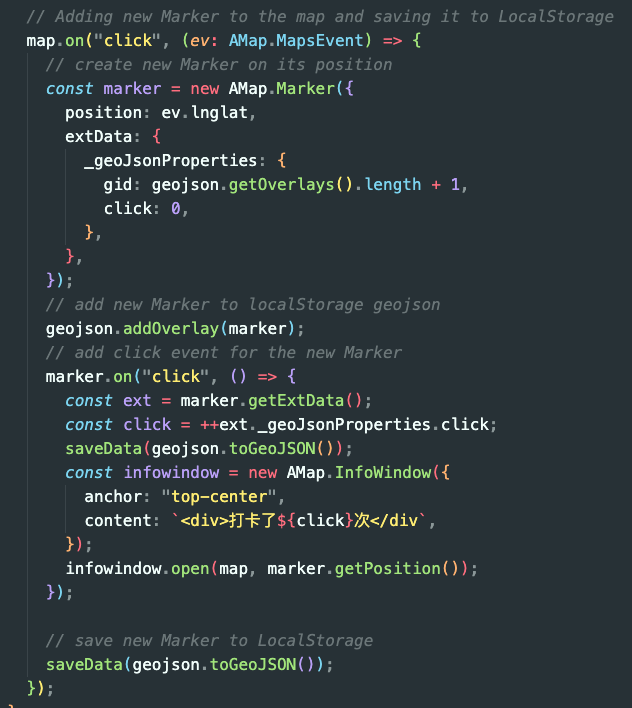 // Adding new Marker to the map and saving it to LocalStorage
map.on("click", (ev: AMap.MapsEvent) => {
// create new Marker on its position
const marker = new AMap.Marker({
position: ev.lnglat,
extData: {
_geoJsonProperties: {
gid: geojson.getOverlays().length + 1,
click: 0,
},
},
});
// add new Marker to localStorage geojson
geojson.addOverlay(marker);
// add click event for the new Marker
marker.on("click", () => {
const ext = marker.getExtData();
const click = ++ext._geoJsonProperties.click;
saveData(geojson.toGeoJSON());
const infowindow = new AMap.InfoWindow({
anchor: "top-center",
content: `<div>打卡了${click}次</div`,
});
infowindow.open(map, marker.getPosition());
});
// save new Marker to LocalStorage
saveData(geojson.toGeoJSON());
});